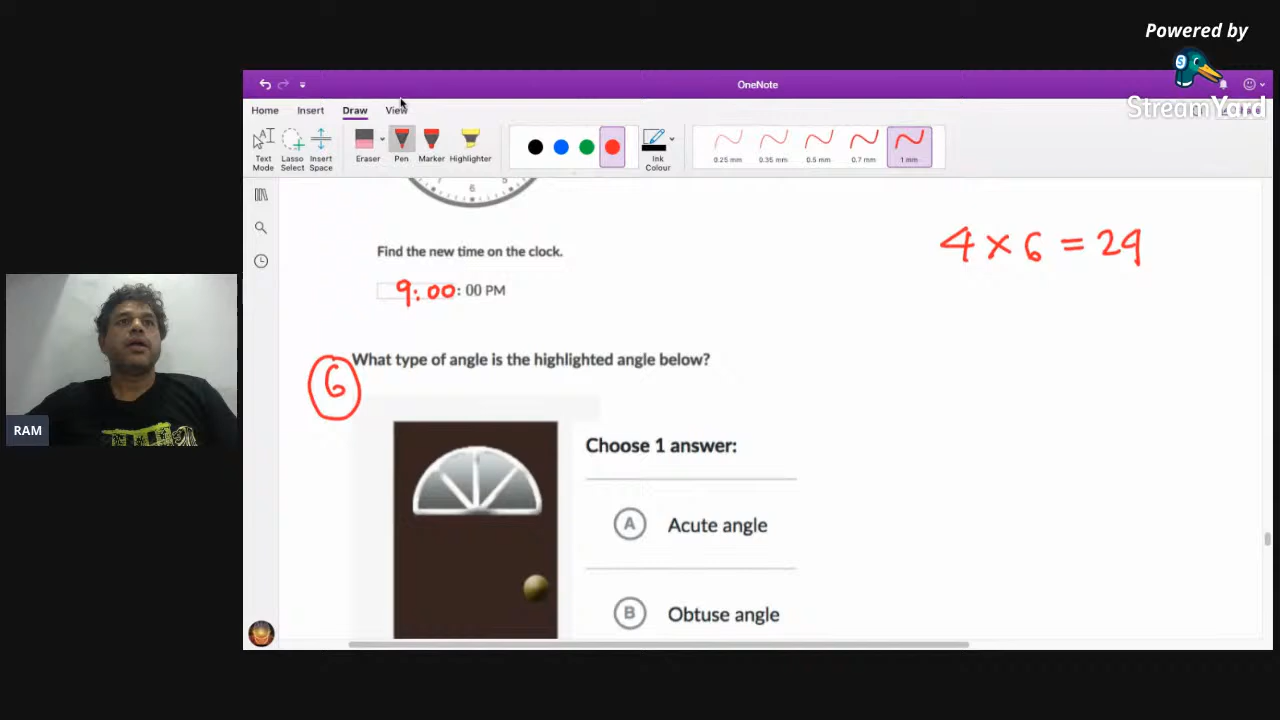 Powered by
StreamYard
OneNote
Home Insert Draw View
Text Mode
Lasso Select
Insert Space
Eraser
Pen
Marker
Highlighter
Ink Colour
0.25 mm
0.35 mm
0.5 mm
0.7 mm
1 mm
7 6 5
4 × 6 = 29
Find the new time on the clock.
9:00 : 00 PM
6 What type of angle is the highlighted angle below?
Choose 1 answer:
A Acute angle
B Obtuse angle
RAM